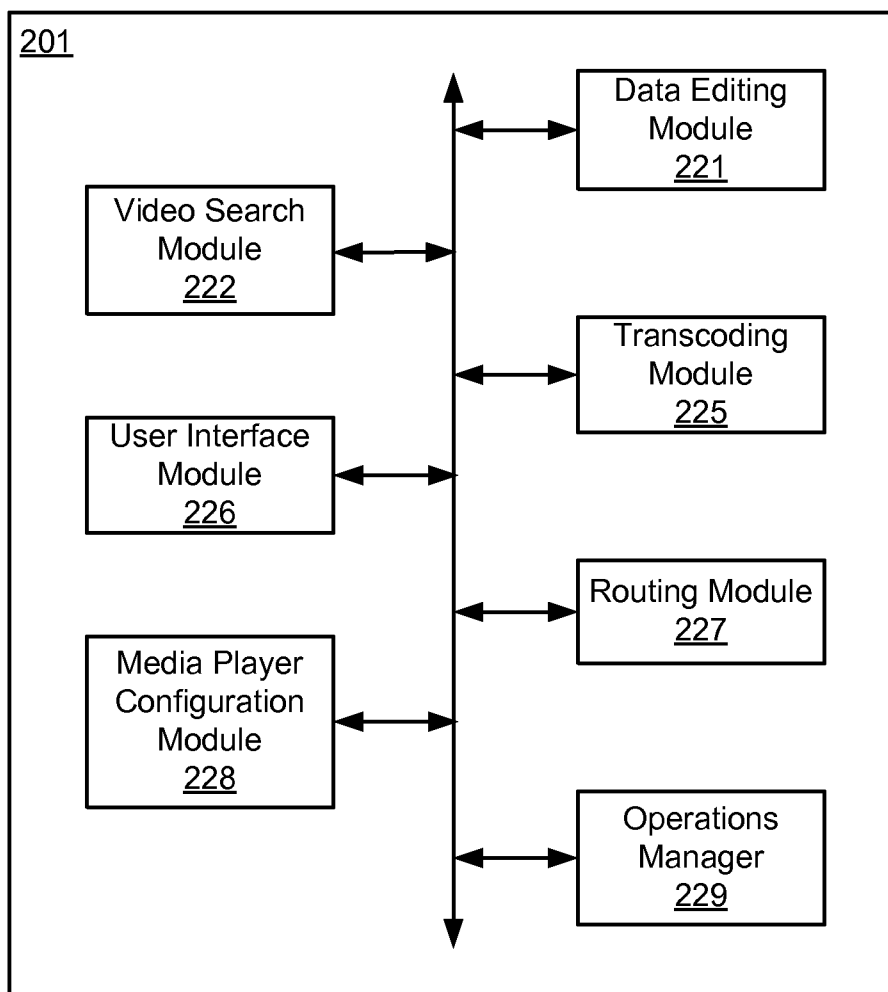 201
Data Editing
Module
221
Video Search
Module
222
Transcoding
Module
225
User Interface
Module
226
Routing Module
227
Media Player
Configuration
Module
228
Operations
Manager
229